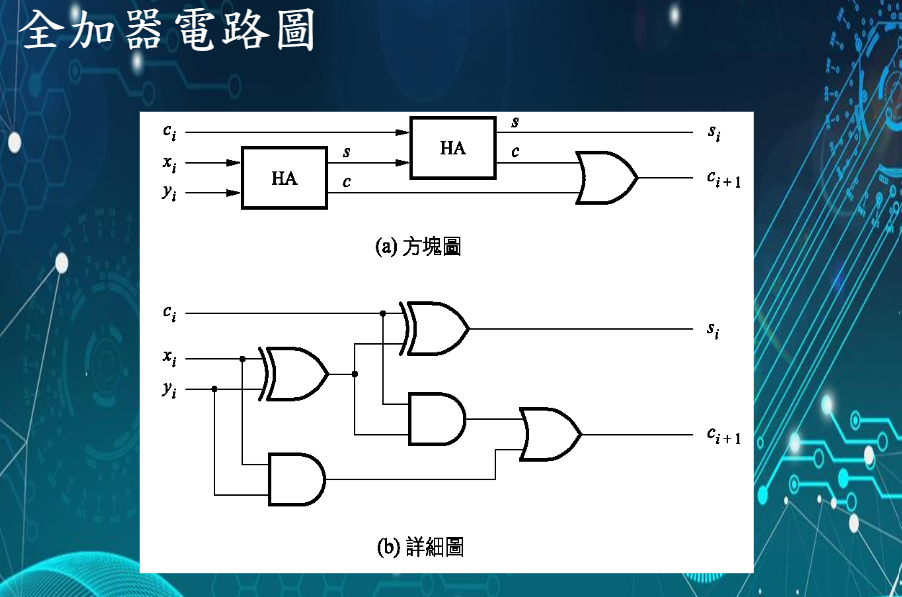 全加器電路圖
c_i
s
s_i
HA
x_i
s
c
HA
c_{i+1}
y_i
c
(a) 方塊圖
c_i
s_i
x_i
y_i
c_{i+1}
(b) 詳細圖